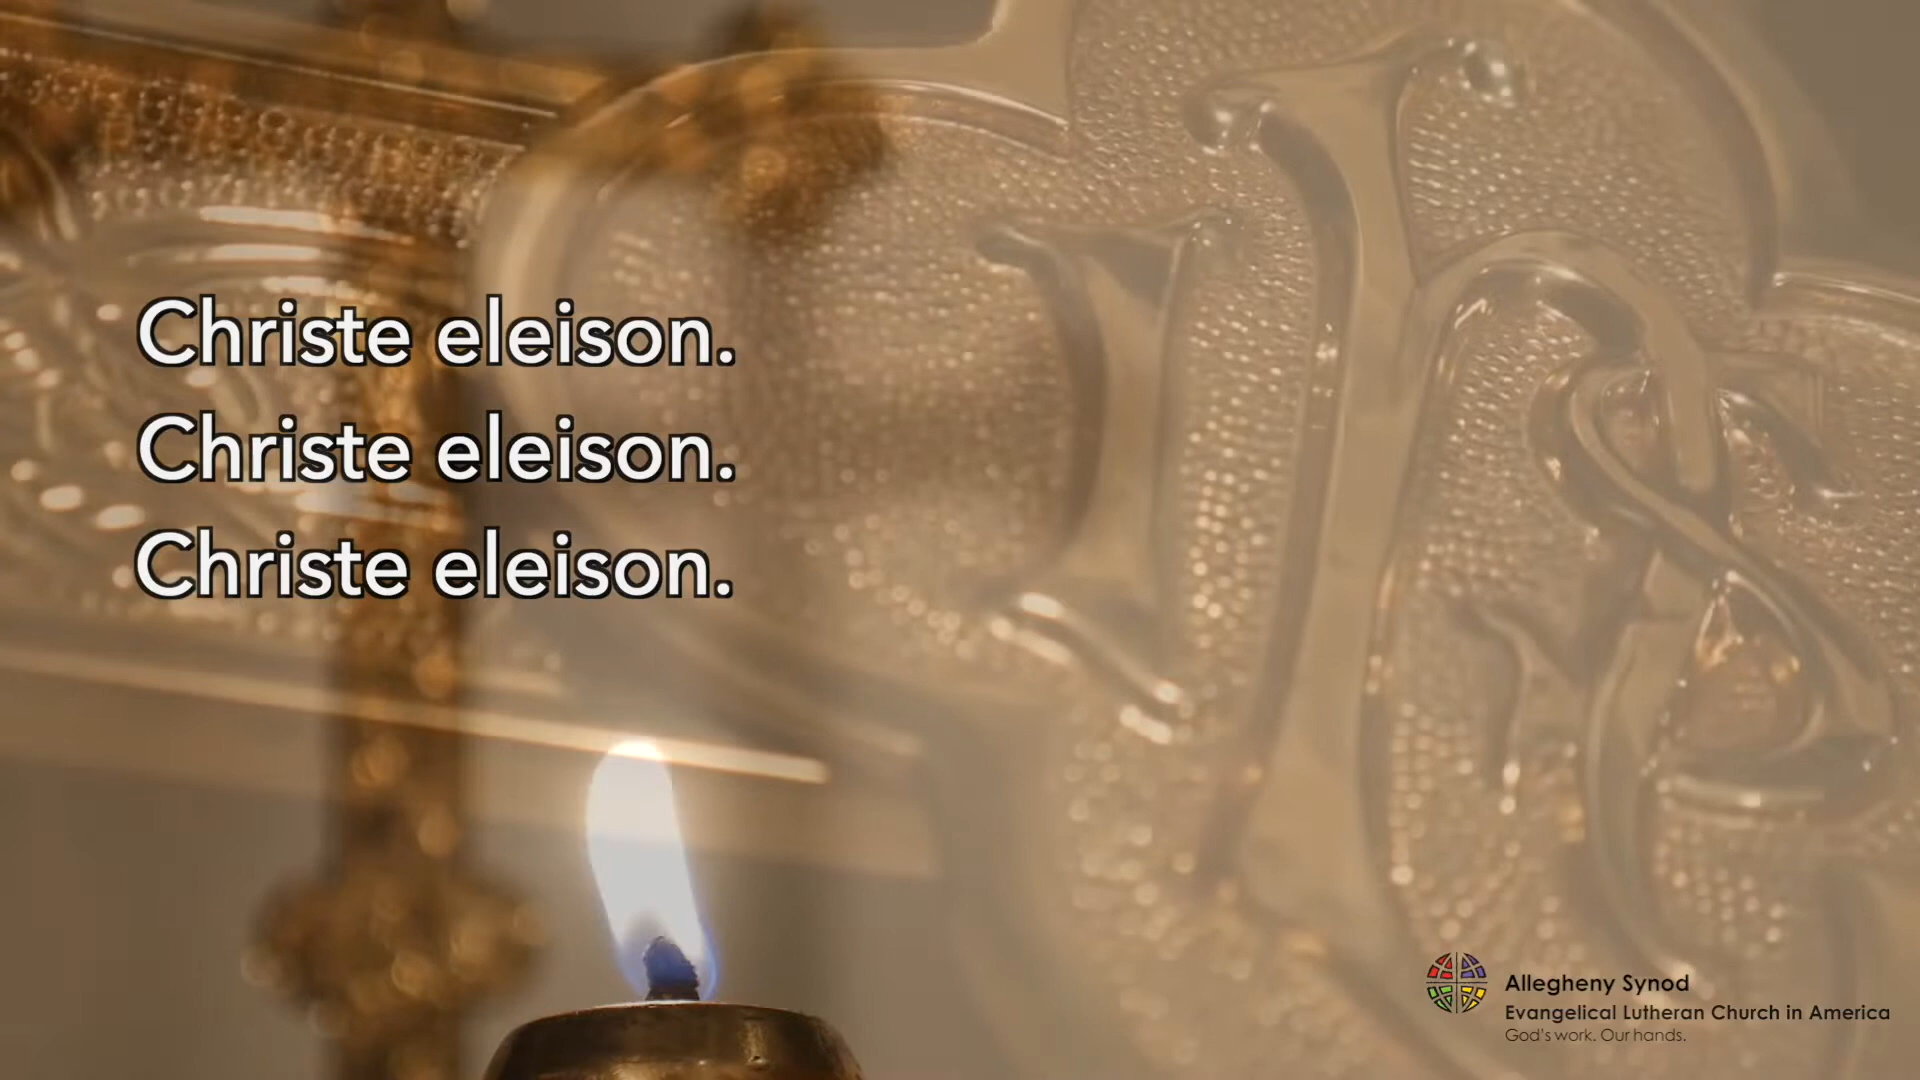 Christe eleison.
Christe eleison.
Christe eleison.
Allegheny Synod
Evangelical Lutheran Church in America
God's work. Our hands.